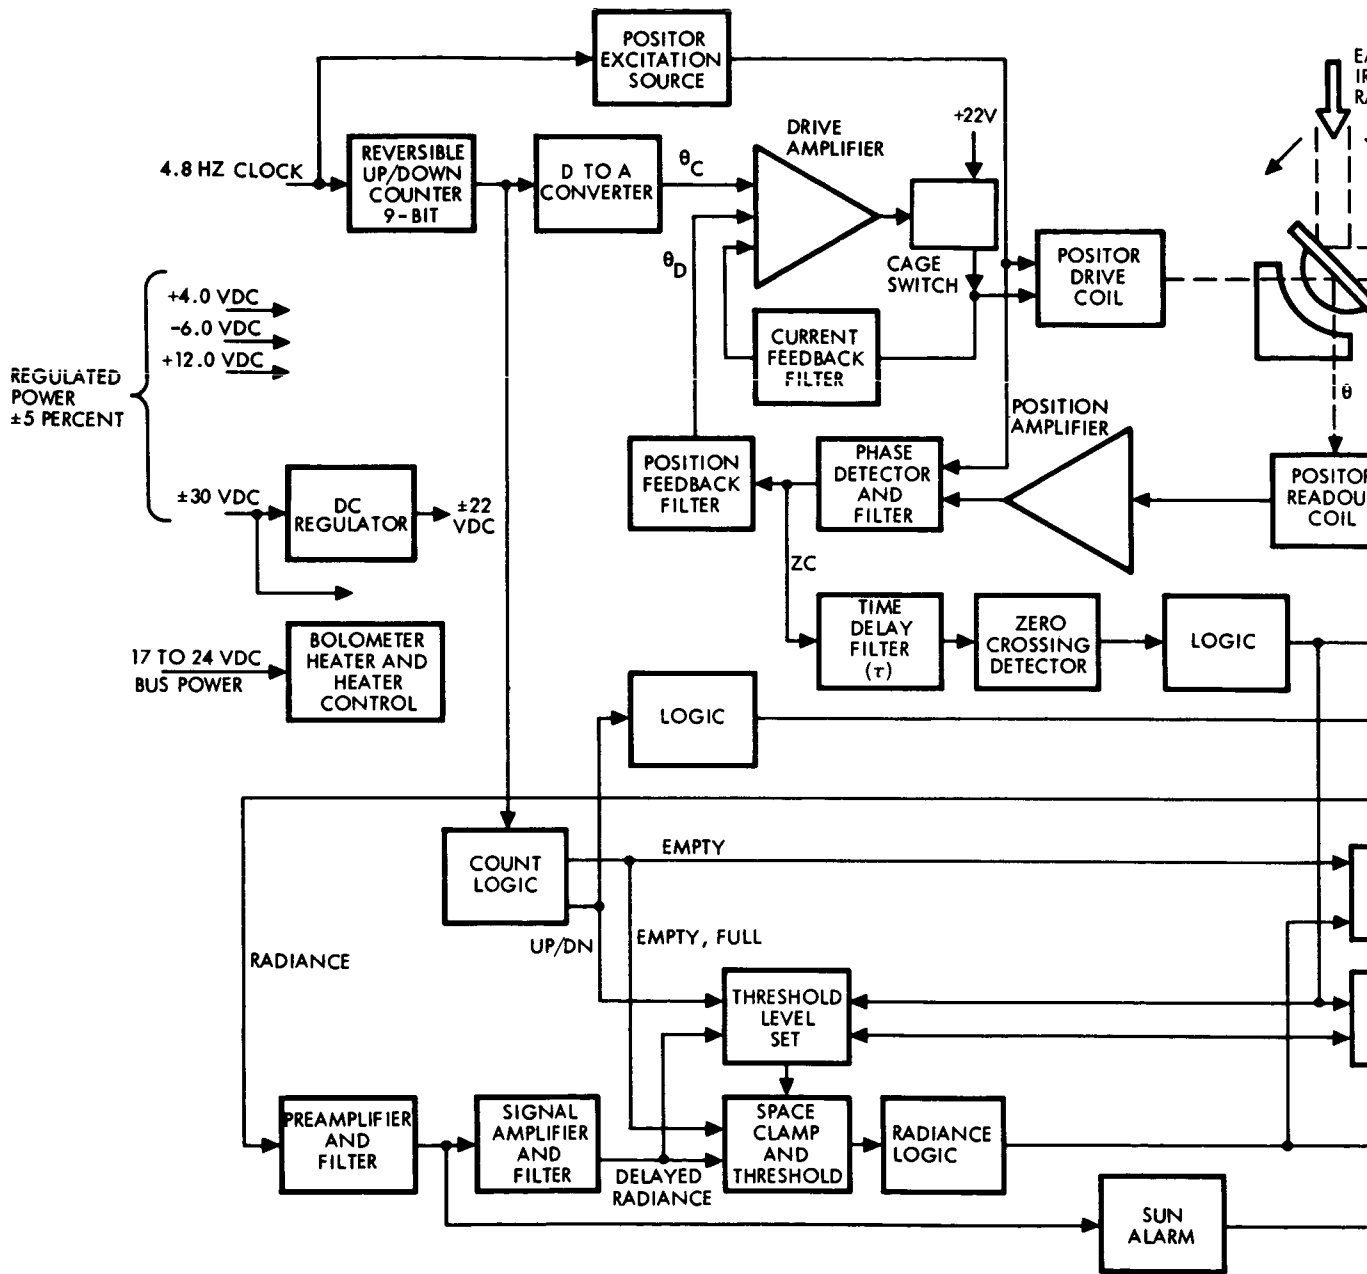 POSITOR
EXCITATION
SOURCE
4.8 HZ CLOCK
REVERSIBLE
UP/DOWN
COUNTER
9-BIT
D TO A
CONVERTER
θC
DRIVE
AMPLIFIER
+22V
CAGE
SWITCH
θD
CURRENT
FEEDBACK
FILTER
POSITOR
DRIVE
COIL
REGULATED
POWER
±5 PERCENT
+4.0 VDC
-6.0 VDC
+12.0 VDC
±30 VDC
DC
REGULATOR
±22
VDC
17 TO 24 VDC
BUS POWER
BOLOMETER
HEATER AND
HEATER
CONTROL
POSITION
FEEDBACK
FILTER
PHASE
DETECTOR
AND
FILTER
POSITION
AMPLIFIER
θ
COIL
ZC
TIME
DELAY
FILTER
(τ)
ZERO
CROSSING
DETECTOR
LOGIC
LOGIC
COUNT
LOGIC
EMPTY
UP/DN
EMPTY, FULL
RADIANCE
THRESHOLD
LEVEL
SET
PREAMPLIFIER
AND
FILTER
SIGNAL
AMPLIFIER
AND
FILTER
DELAYED
RADIANCE
SPACE
CLAMP
AND
THRESHOLD
RADIANCE
LOGIC
SUN
ALARM